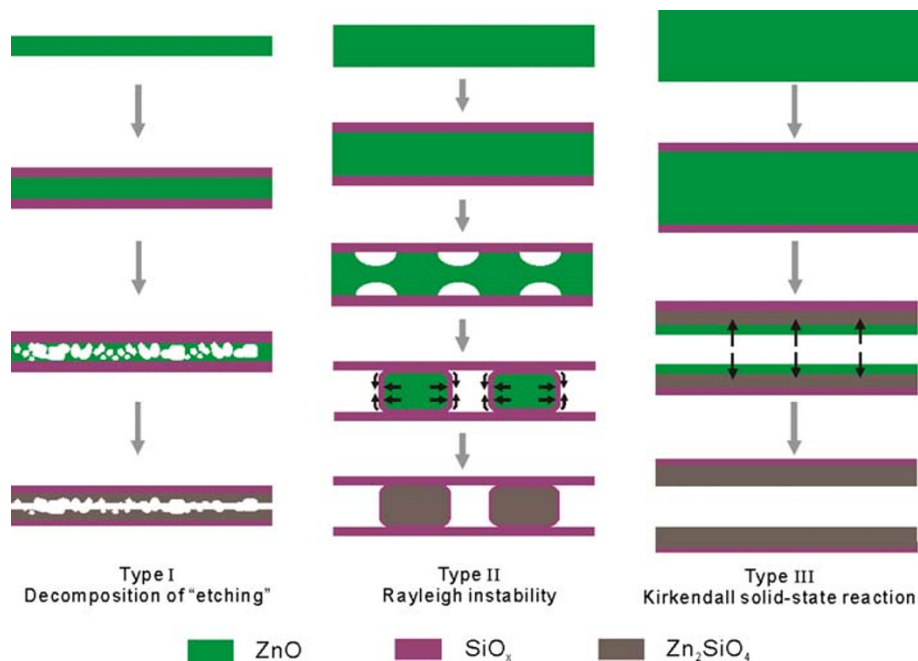 Type I
Decomposition of “etching”
Type II
Rayleigh instability
Type III
Kirkendall solid-state reaction
ZnO
SiOₓ
Zn₂SiO₄